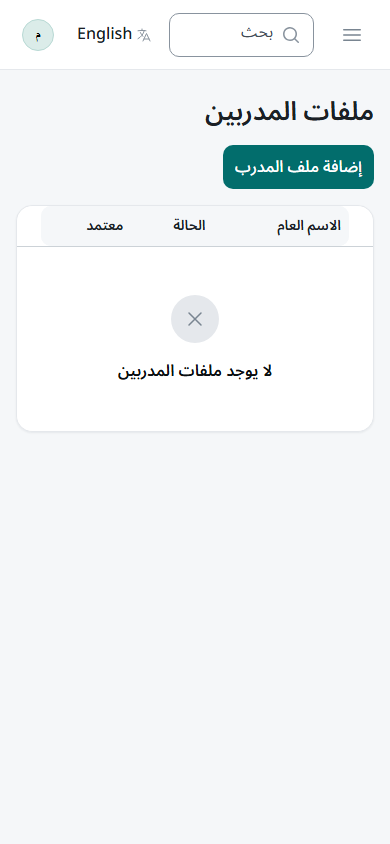 بحث
English
م
ملفات المدربين
إضافة ملف المدرب
الاسم العام الحالة معتمد
لا يوجد ملفات المدربين